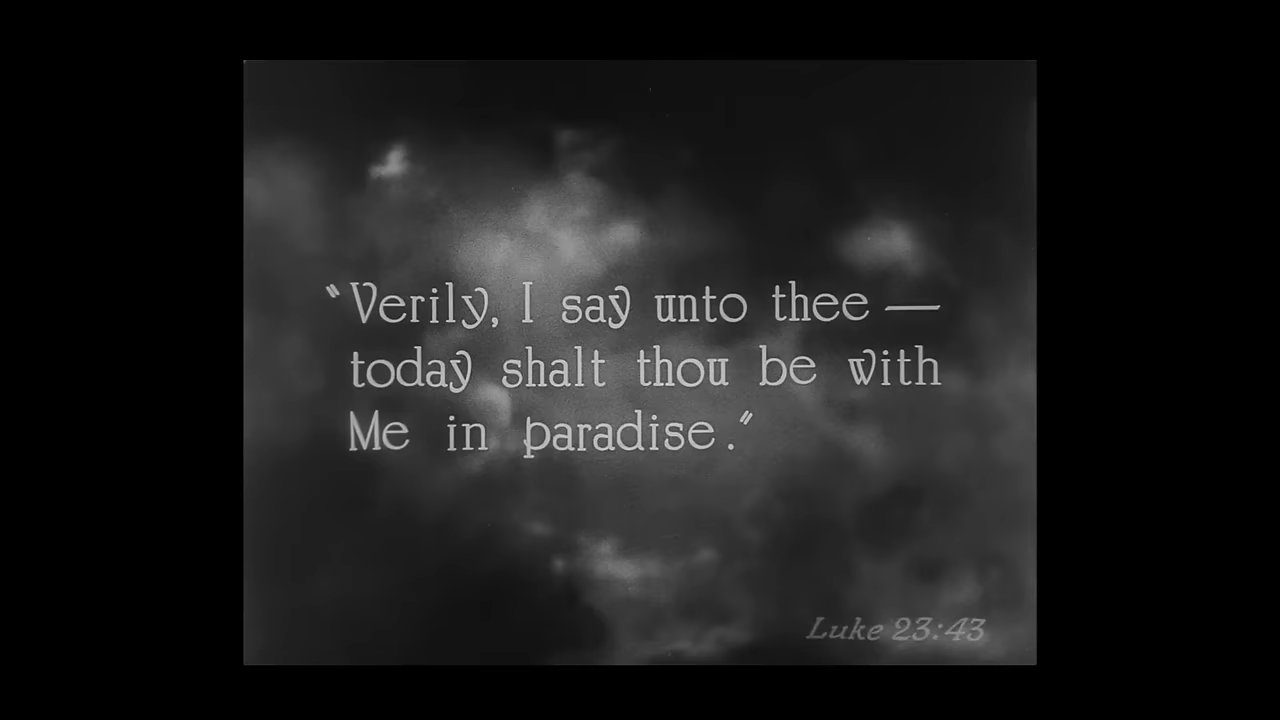 “Verily, I say unto thee —
today shalt thou be with
Me in paradise.”
Luke 23:43